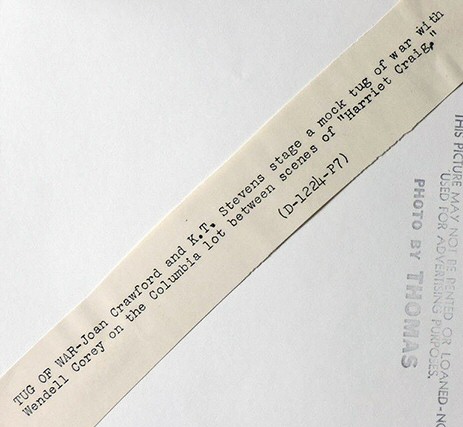 TUG OF WAR-Joan Crawford and K.T. Stevens stage a mock tug of war with
Wendell Corey on the Columbia lot between scenes of "Harriet Craig."
(D-1224-P7)
THIS PICTURE MAY NOT BE RENTED OR LOANED-NO
USED FOR ADVERTISING PURPOSES.
PHOTO BY THOMAS